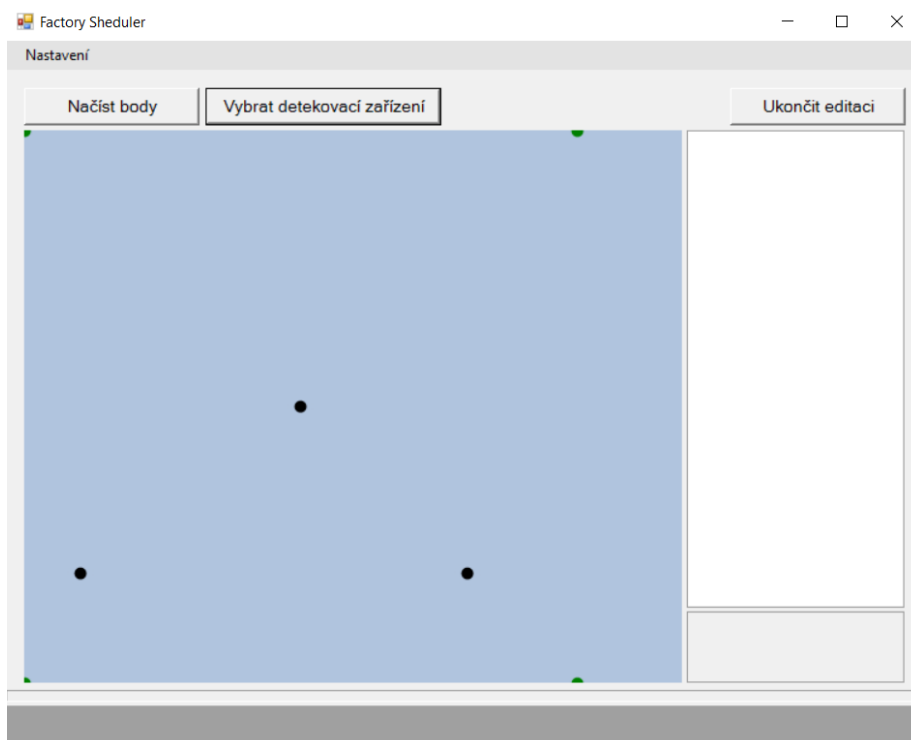 Factory Sheduler
Nastavení
Načíst body
Vybrat detekovací zařízení
Ukončit editaci